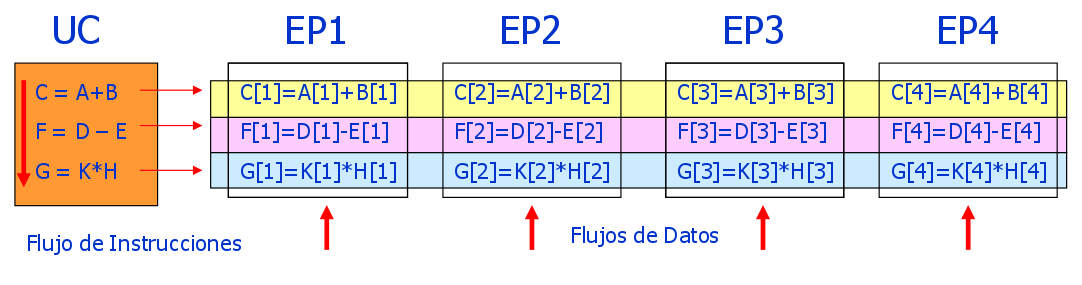 UC EP1 EP2 EP3 EP4
C = A+B C[1]=A[1]+B[1] C[2]=A[2]+B[2] C[3]=A[3]+B[3] C[4]=A[4]+B[4]
F = D – E F[1]=D[1]-E[1] F[2]=D[2]-E[2] F[3]=D[3]-E[3] F[4]=D[4]-E[4]
G = K*H G[1]=K[1]*H[1] G[2]=K[2]*H[2] G[3]=K[3]*H[3] G[4]=K[4]*H[4]
Flujo de Instrucciones Flujos de Datos